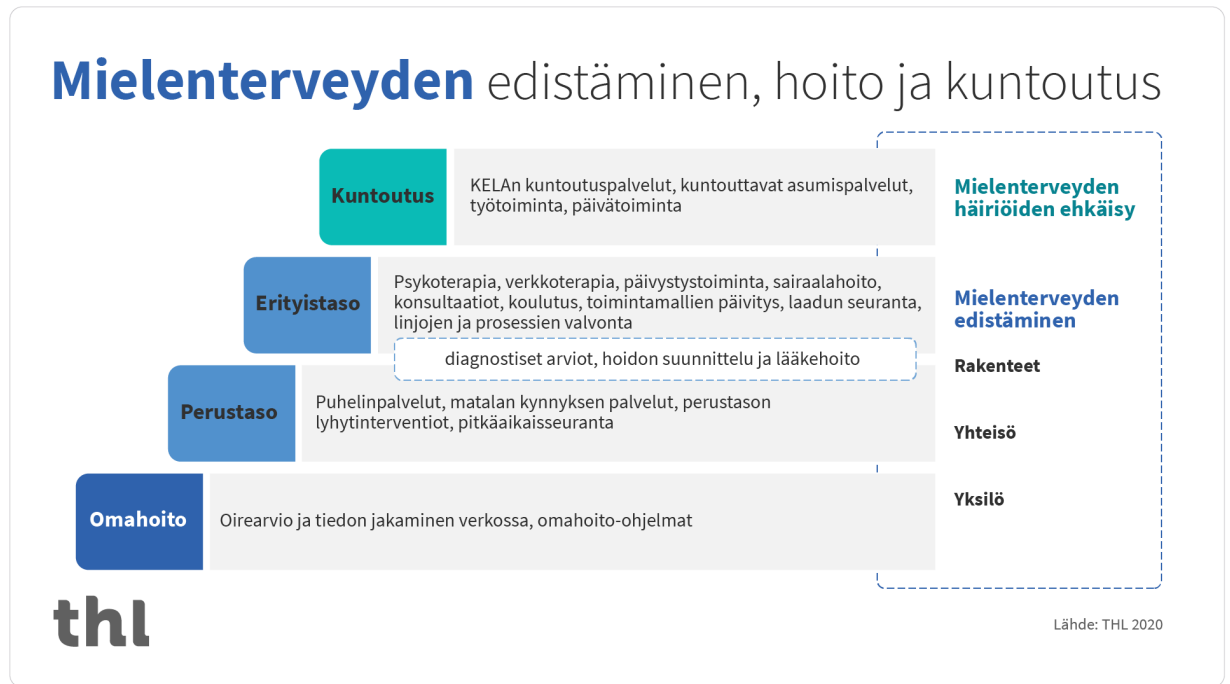 Mielenterveyden edistäminen, hoito ja kuntoutus
Kuntoutus
KELAn kuntoutuspalvelut, kuntouttavat asumispalvelut,
työtoiminta, päivätoiminta
Erityistaso
Psykoterapia, verkkoterapia, päivystystoiminta, sairaalahoito,
konsultaatiot, koulutus, toimintamallien päivitys, laadun seuranta,
linjojen ja prosessien valvonta
diagnostiset arviot, hoidon suunnittelu ja lääkehoito
Perustaso
Puhelinpalvelut, matalan kynnyksen palvelut, perustason
lyhytinterventiot, pitkäaikaisseuranta
Omahoito
Oirearvio ja tiedon jakaminen verkossa, omahoito-ohjelmat
Mielenterveyden
häiriöiden ehkäisy
Mielenterveyden
edistäminen
Rakenteet
Yhteisö
Yksilö
thl
Lähde: THL 2020